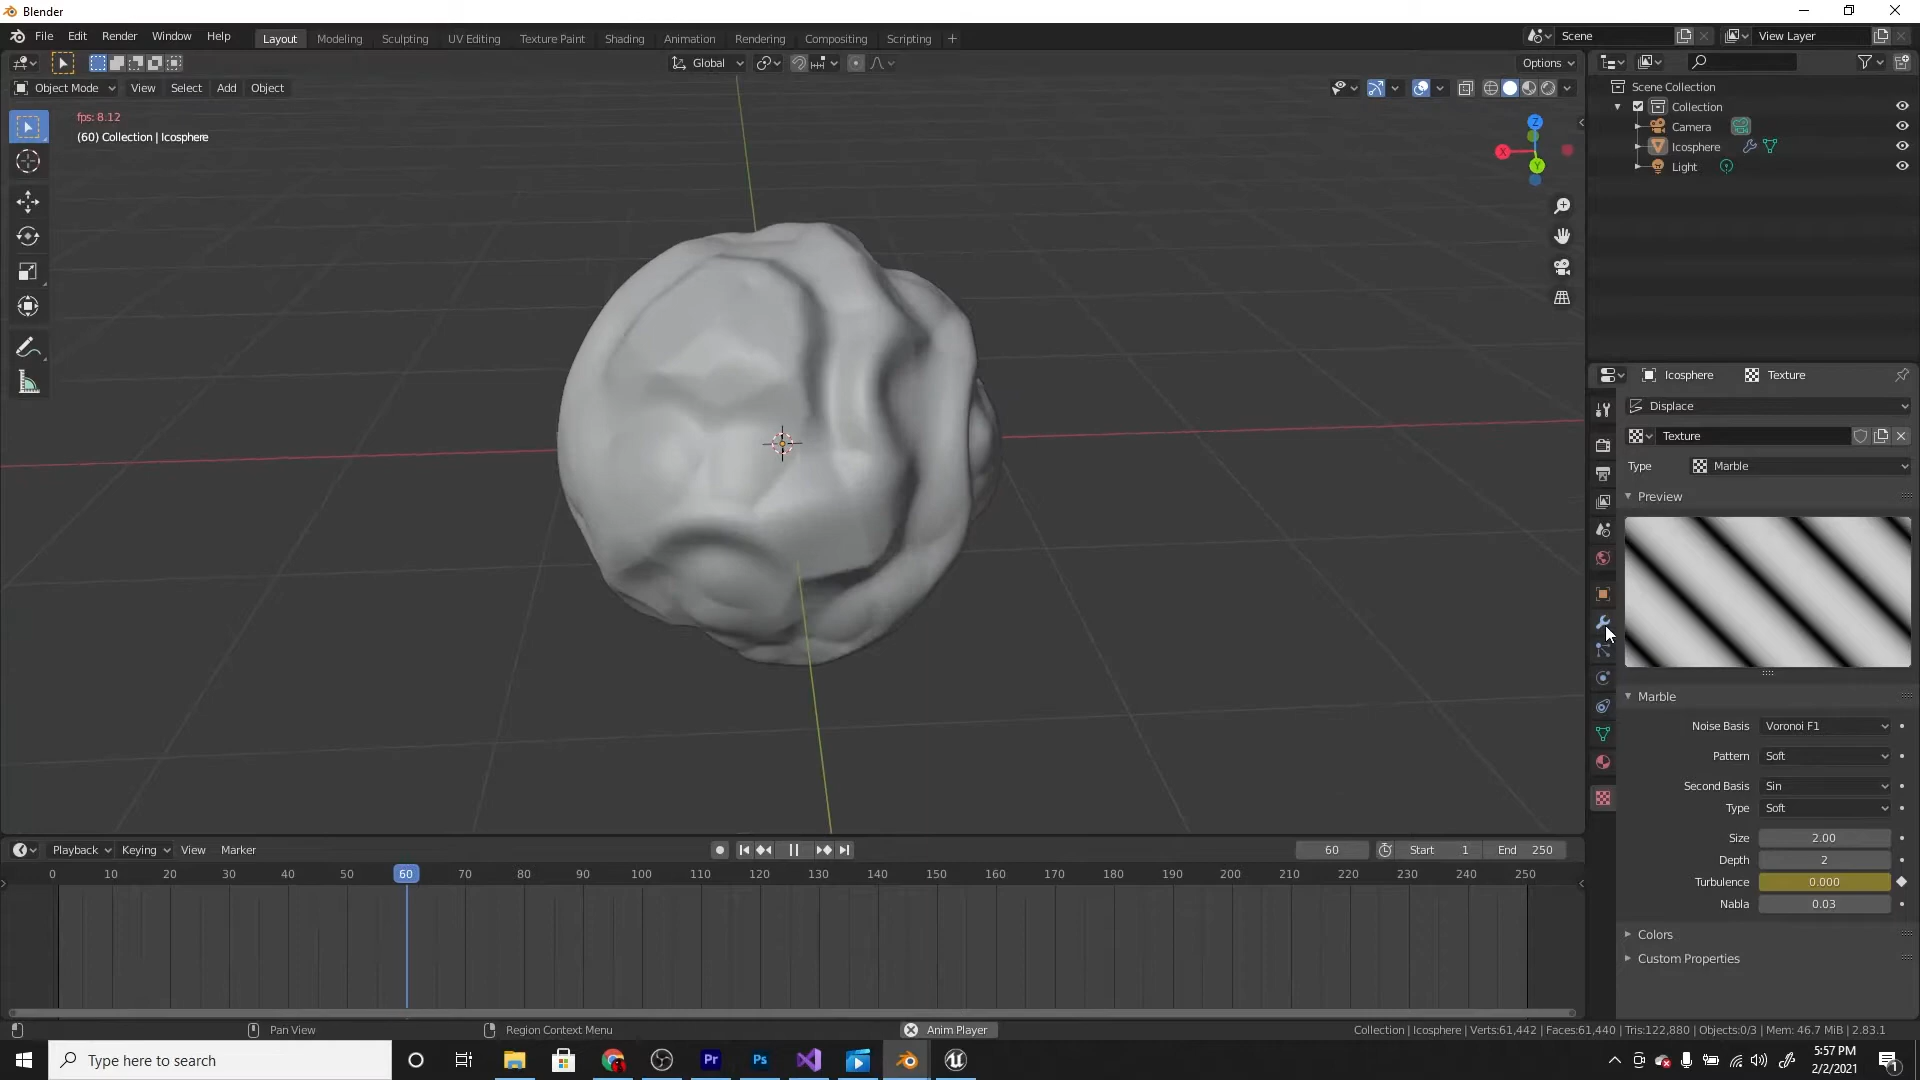 Blender
File Edit Render Window Help
Layout Modeling Sculpting UV Editing Texture Paint Shading Animation Rendering Compositing Scripting
Scene
View Layer
Global
Options
Object Mode View Select Add Object
fps: 8.12
(60) Collection | Icosphere
Z
X
Y
Scene Collection
Collection
Camera
Icosphere
Light
Icosphere Texture
Displace
Texture
Type Marble
Preview
Marble
Noise Basis Voronoi F1
Pattern Soft
Second Basis Sin
Type Soft
Size 2.00
Depth 2
Turbulence 0.000
Nabla 0.03
Colors
Custom Properties
Playback Keying View Marker
60 Start 1 End 250
0 10 20 30 40 50 60 70 80 90 100 110 120 130 140 150 160 170 180 190 200 210 220 230 240 250
Pan View Region Context Menu Anim Player
Collection | Icosphere | Verts:61,442 | Faces:61,440 | Tris:122,880 | Objects:0/3 | Mem: 46.7 MiB | 2.83.1
Type here to search
Pr
Ps
5:57 PM
2/2/2021
1